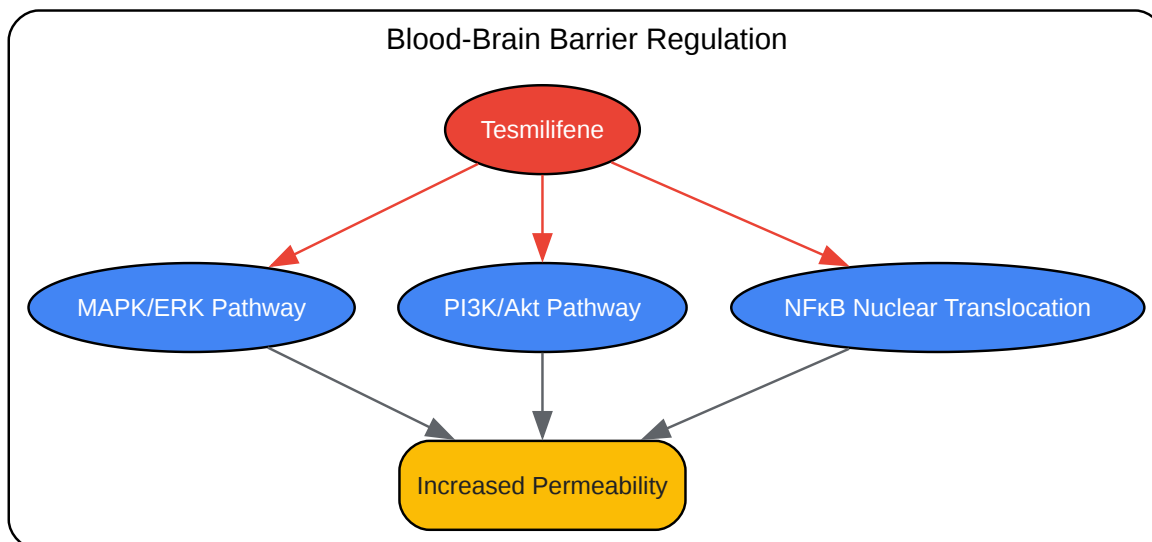 Blood-Brain Barrier Regulation
Tesmilifene
MAPK/ERK Pathway
PI3K/Akt Pathway
NFκB Nuclear Translocation
Increased Permeability